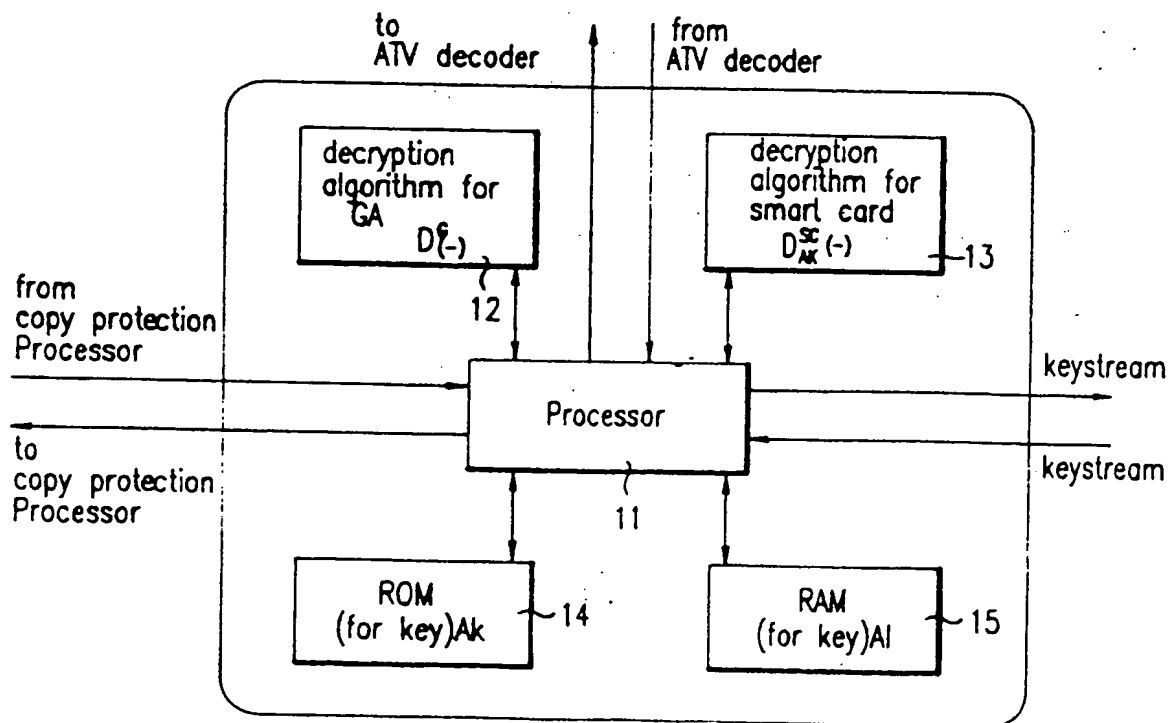 to
ATV decoder
from
ATV decoder
decryption
algorithm for
GA
D^G(-)
12
decryption
algorithm for
smart card
D^SC_AK(-)
13
from
copy protection
Processor
keystream
Processor
11
to
copy protection
Processor
keystream
ROM
(for key)Ak
14
RAM
(for key)Al
15